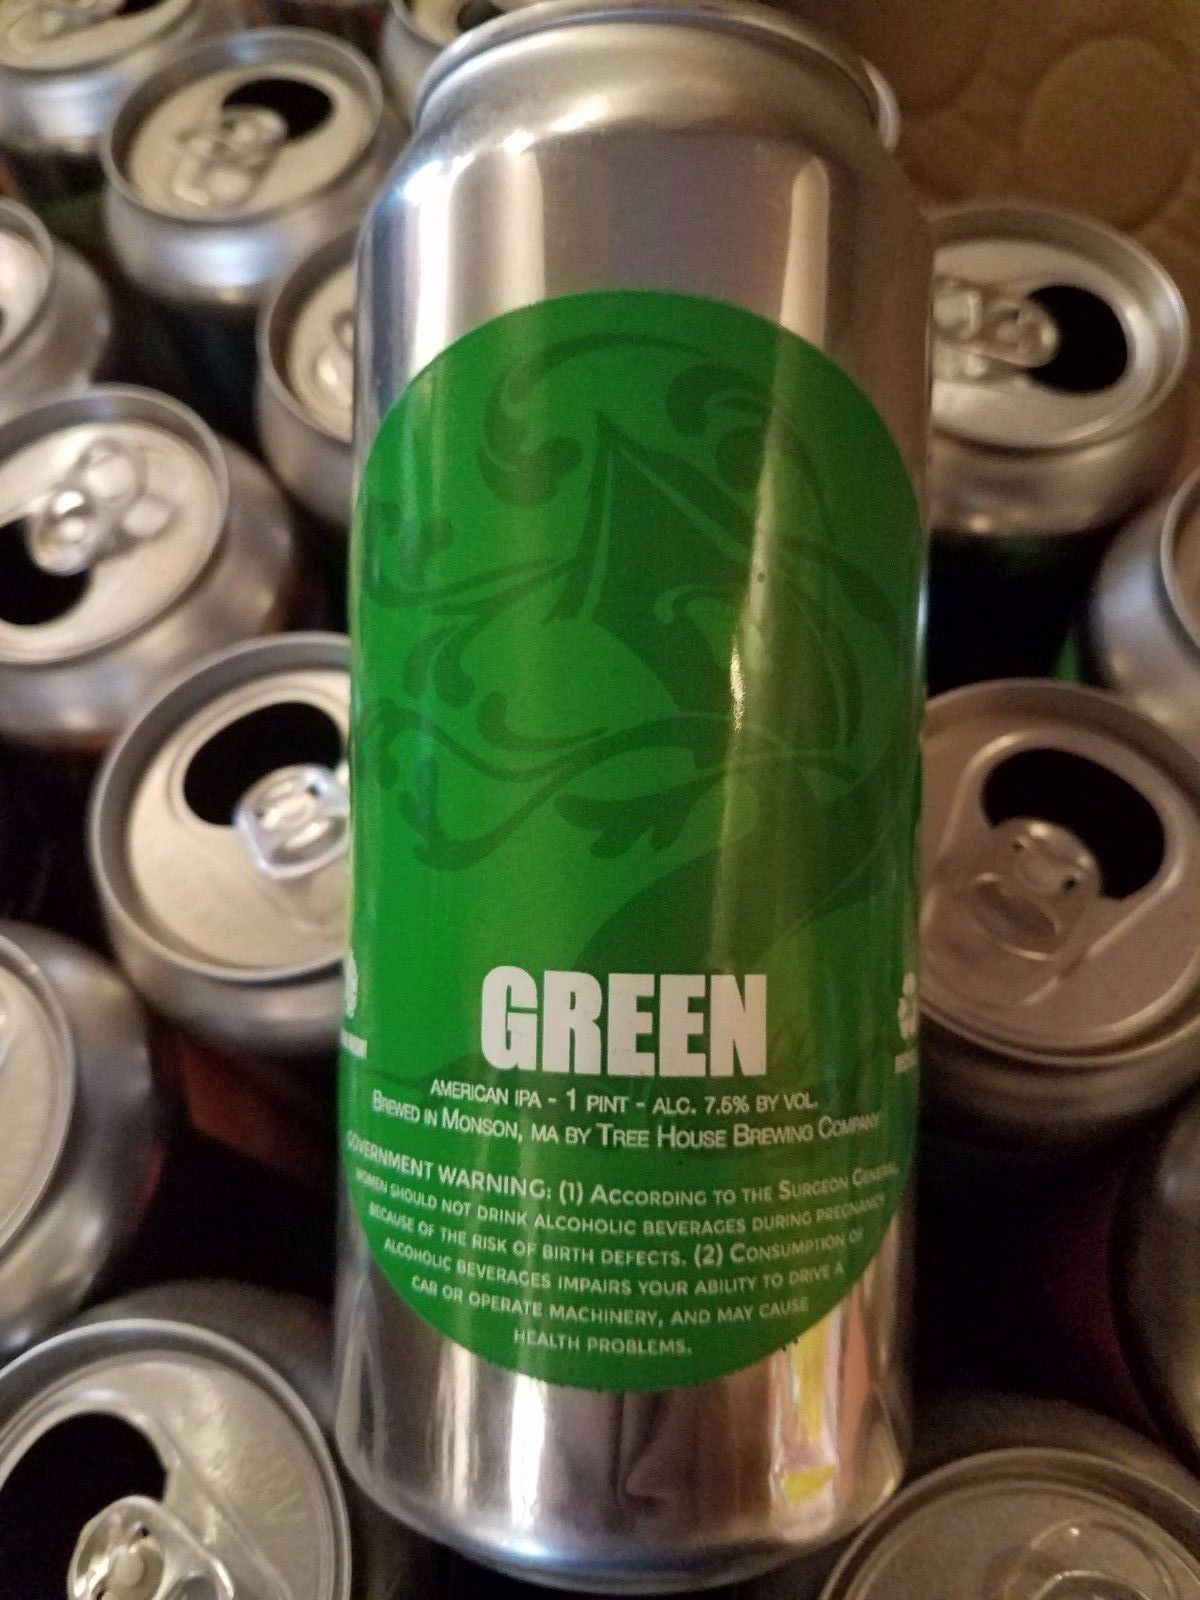 GREEN
AMERICAN IPA - 1 PINT - ALC. 7.5% BY VOL.
BREWED IN MONSON, MA BY TREE HOUSE BREWING COMPANY
GOVERNMENT WARNING: (1) ACCORDING TO THE SURGEON GENERAL
WOMEN SHOULD NOT DRINK ALCOHOLIC BEVERAGES DURING PREGNANCY
BECAUSE OF THE RISK OF BIRTH DEFECTS. (2) CONSUMPTION OF
ALCOHOLIC BEVERAGES IMPAIRS YOUR ABILITY TO DRIVE A
CAR OR OPERATE MACHINERY, AND MAY CAUSE
HEALTH PROBLEMS.